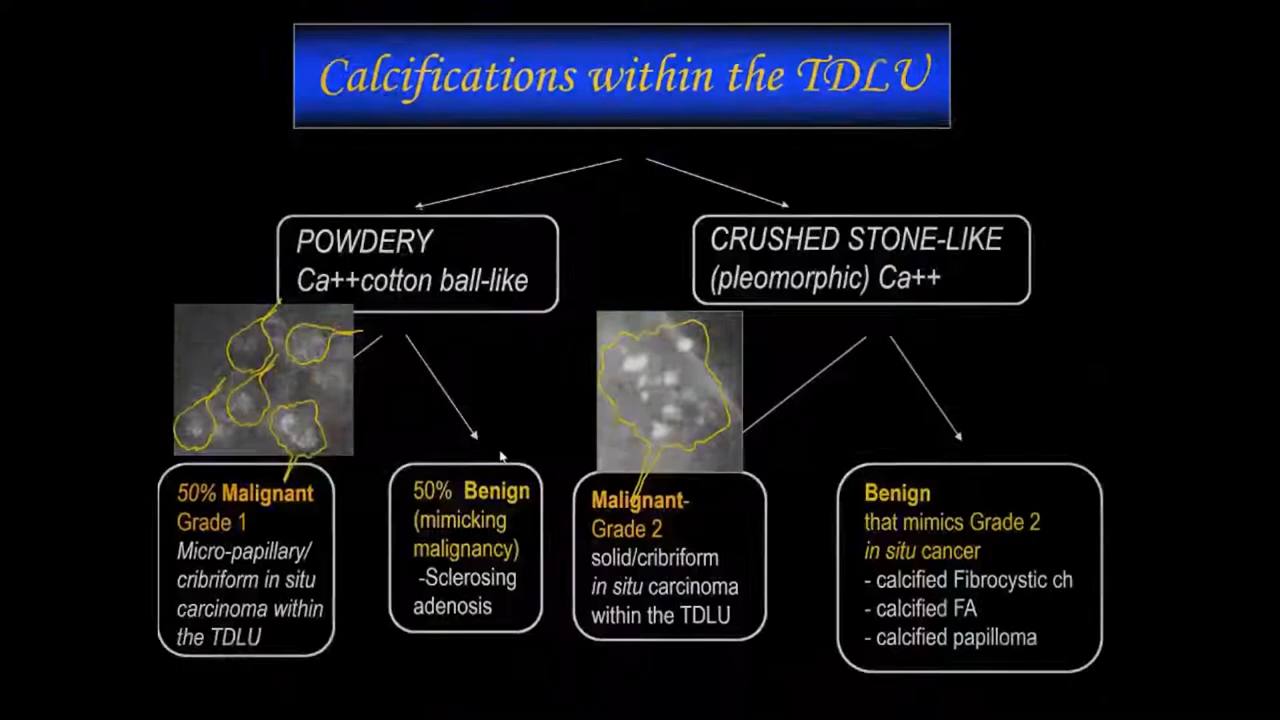 Calcifications within the TDLU
POWDERY
Ca++cotton ball-like
CRUSHED STONE-LIKE
(pleomorphic) Ca++
50% Malignant
Grade 1
Micro-papillary/
cribriform in situ
carcinoma within
the TDLU
50% Benign
(mimicking
malignancy)
-Sclerosing
adenosis
Malignant-
Grade 2
solid/cribriform
in situ carcinoma
within the TDLU
Benign
that mimics Grade 2
in situ cancer
- calcified Fibrocystic ch
- calcified FA
- calcified papilloma